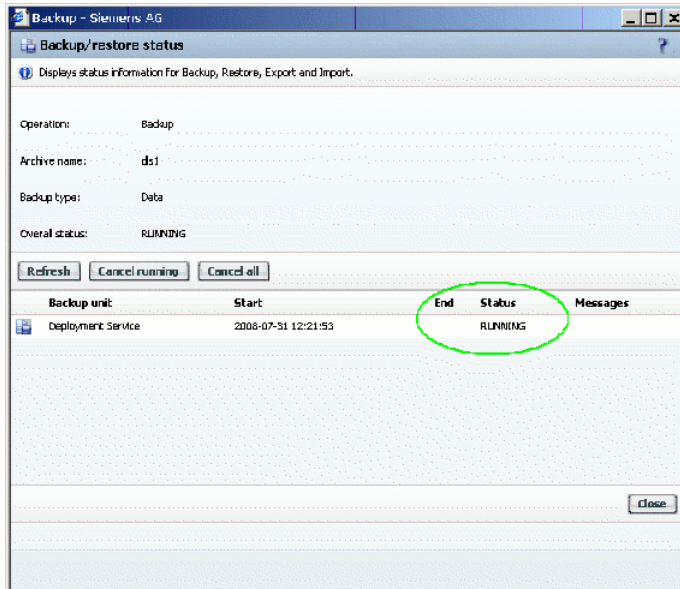 Backup - Siemens AG
Backup/restore status
?
Displays status information for Backup, Restore, Export and Import.
Operation: Backup
Archive name: dls1
Backup type: Data
Overal status: RUNNING
Refresh Cancel running Cancel all
Backup unit Start End Status Messages
Deployment Service 2008-07-31 12:21:53 RUNNING
Close